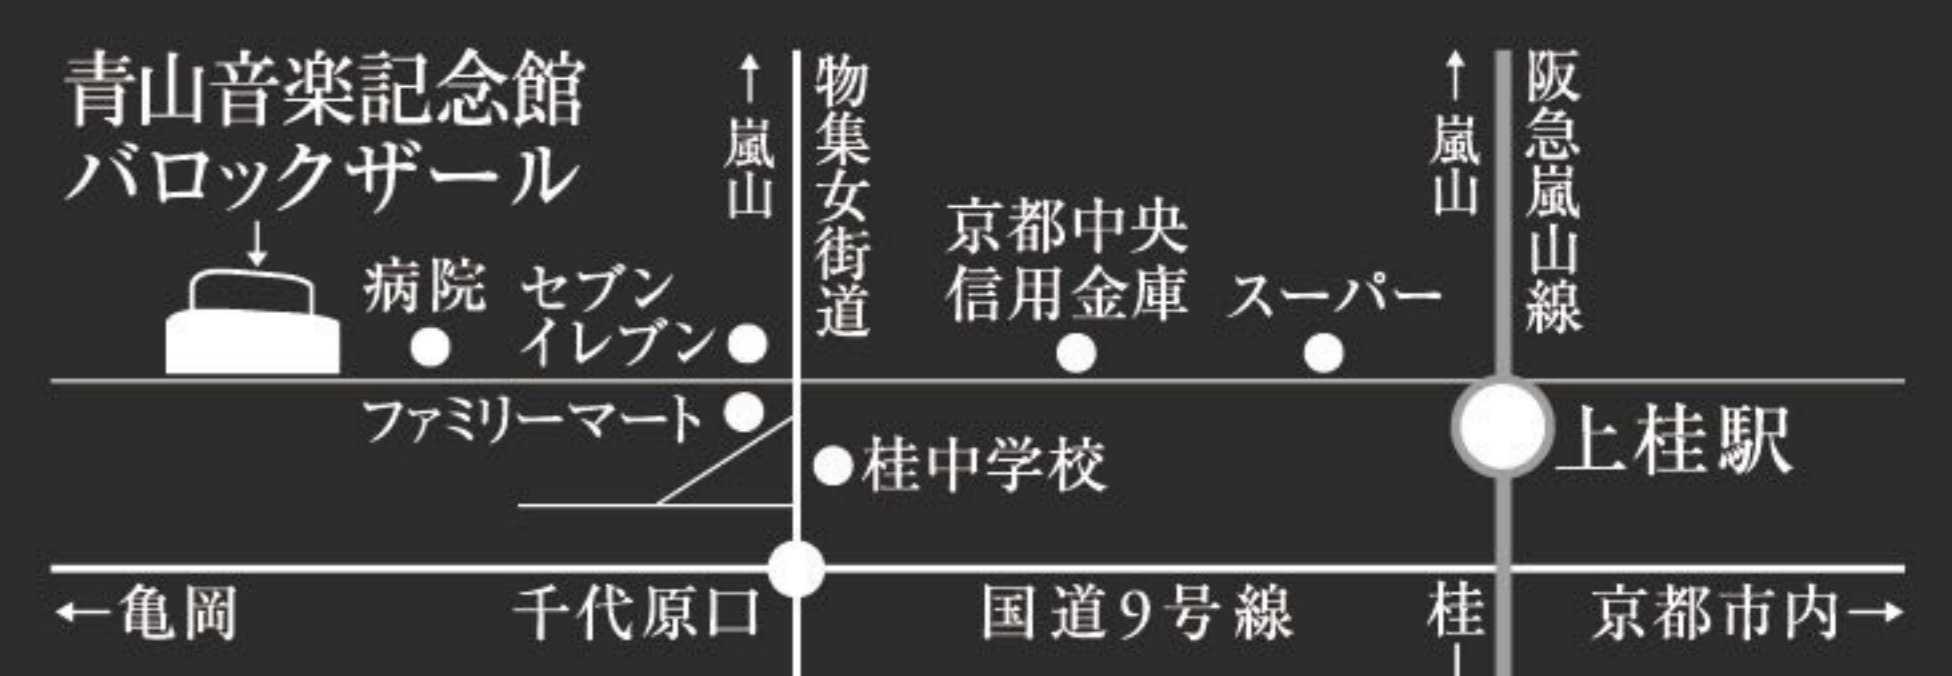 青山音楽記念館
バロックザール
↓
病院
セブン
イレブン
ファミリーマート
↑嵐山
物集女街道
京都中央
信用金庫
スーパー
↑嵐山
阪急嵐山線
桂中学校
上桂駅
←亀岡
千代原口
国道9号線
桂
京都市内→